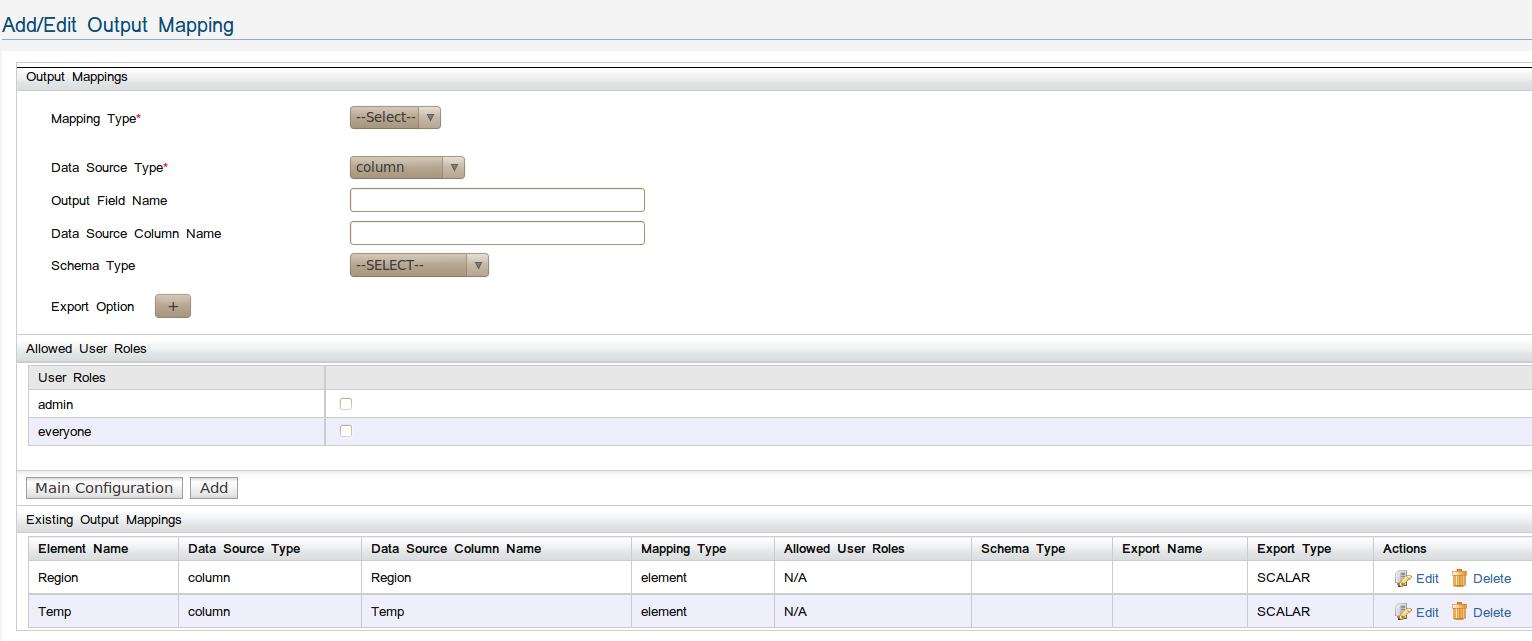 Add/Edit Output Mapping
Output Mappings
Mapping Type* --Select--
Data Source Type* column
Output Field Name
Data Source Column Name
Schema Type --SELECT--
Export Option +
Allowed User Roles
User Roles
admin
everyone
Main Configuration Add
Existing Output Mappings
Element Name Data Source Type Data Source Column Name Mapping Type Allowed User Roles Schema Type Export Name Export Type Actions
Region column Region element N/A SCALAR Edit Delete
Temp column Temp element N/A SCALAR Edit Delete